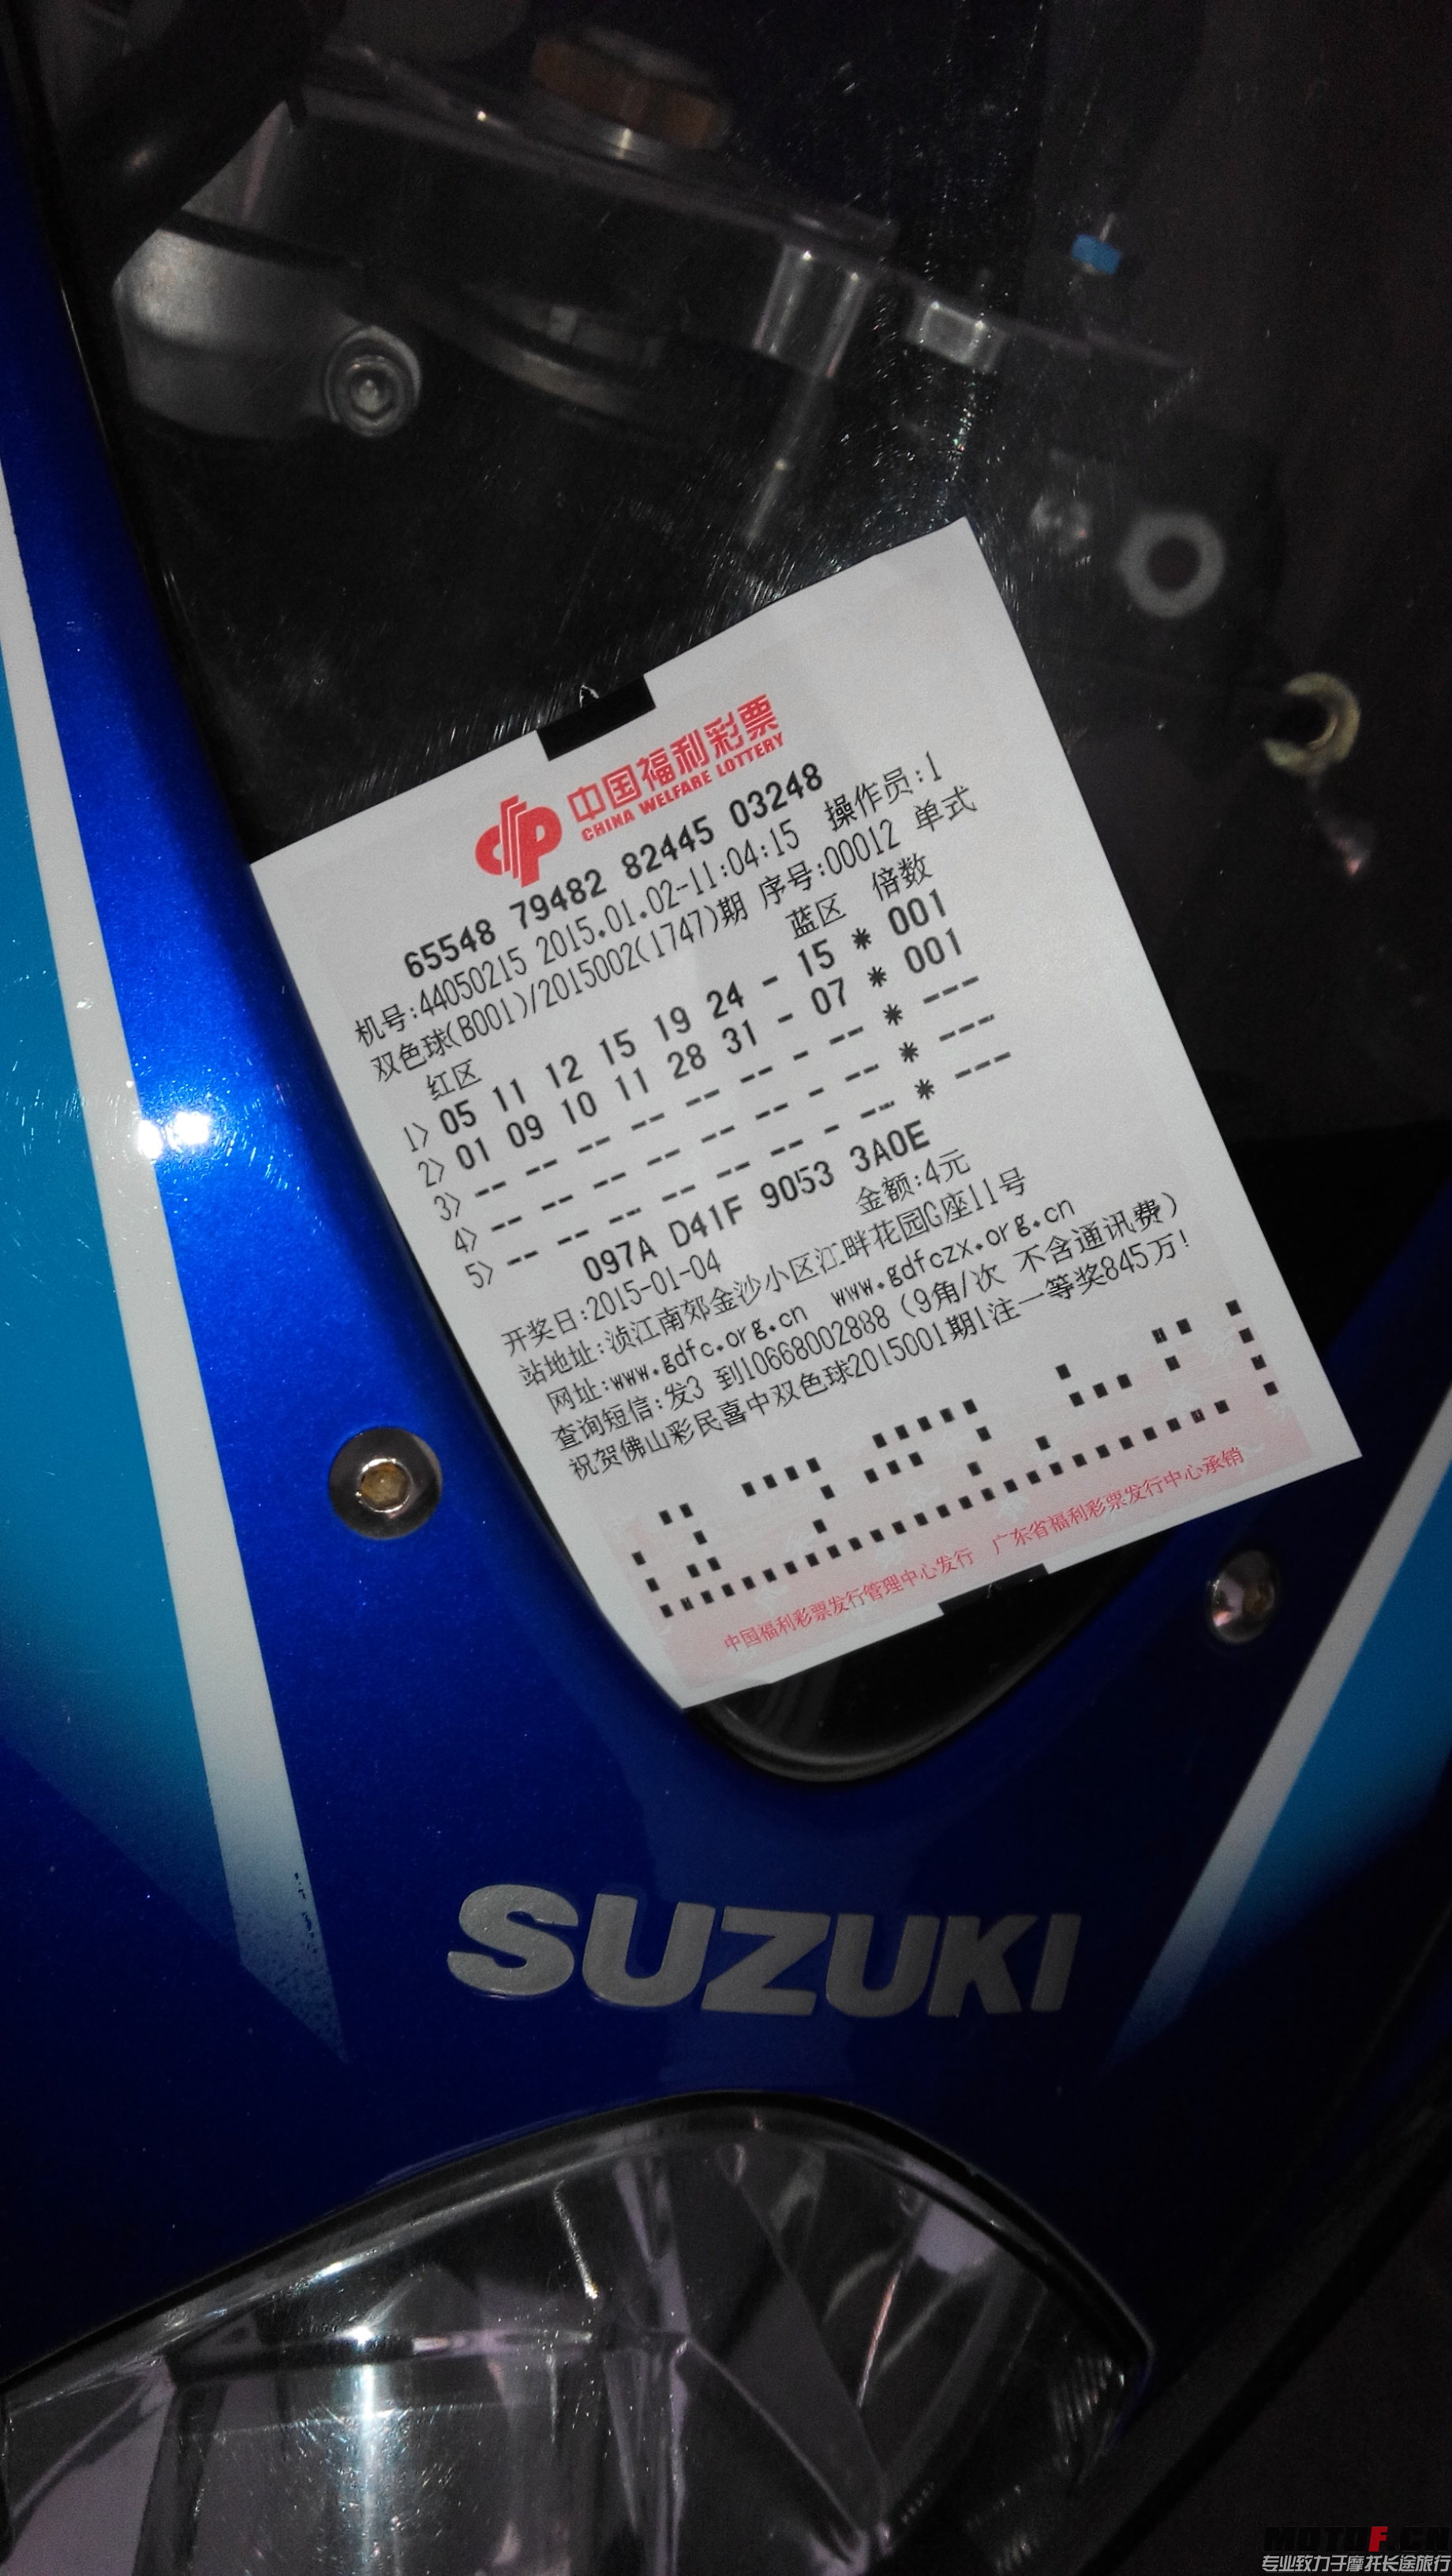 中国福利彩票
CHINA WELFARE LOTTERY
65548 79482 82445 03248
机号:44050215 2015.01.02-11:04:15 操作员:1
双色球(B001)/2015002(1747)期 序号:00012 单式
红区 蓝区 倍数
1> 05 11 12 15 19 24 - 15 * 001
2> 01 09 10 11 28 31 - 07 * 001
3> -- -- -- -- -- -- - -- * ---
4> -- -- -- -- -- -- - -- * ---
5> -- -- -- -- -- -- - -- * ---
097A D41F 9053 3A0E
开奖日:2015-01-04 金额:4元
站地址:浈江南郊金沙小区江畔花园G座11号
网址:www.gdfc.org.cn www.gdfczx.org.cn
查询短信:发3 到10668002888 (9角/次 不含通讯费)
祝贺佛山彩民喜中双色球2015001期1注一等奖845万!
中国福利彩票发行管理中心发行 广东省福利彩票发行中心承销
SUZUKI
MOTOF.CN
专业致力于摩托长途旅行